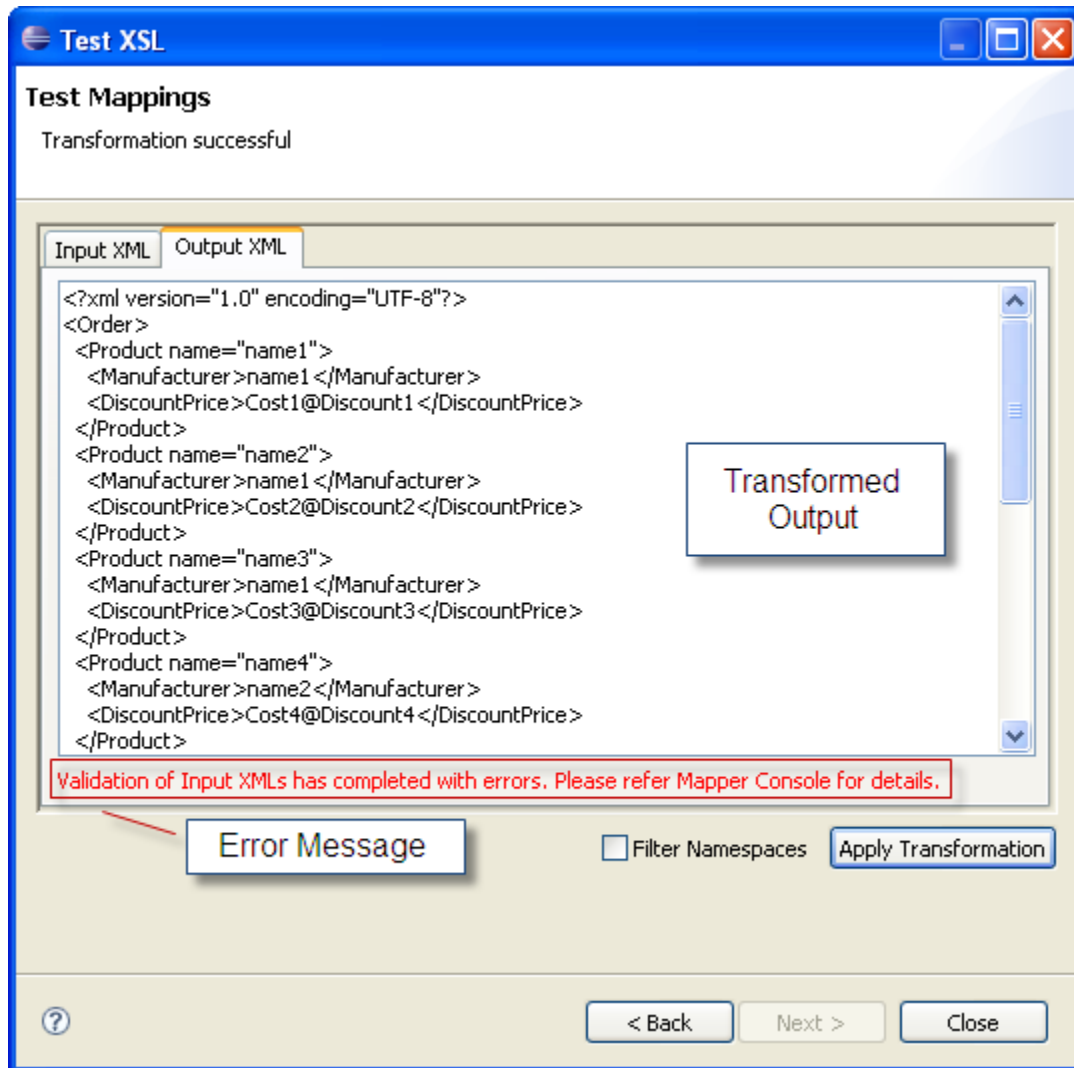 Test XSL
Test Mappings
Transformation successful
Input XML
Output XML
<?xml version="1.0" encoding="UTF-8"?>
<Order>
<Product name="name1">
<Manufacturer>name1</Manufacturer>
<DiscountPrice>Cost1@Discount1</DiscountPrice>
</Product>
<Product name="name2">
<Manufacturer>name1</Manufacturer>
<DiscountPrice>Cost2@Discount2</DiscountPrice>
</Product>
<Product name="name3">
<Manufacturer>name1</Manufacturer>
<DiscountPrice>Cost3@Discount3</DiscountPrice>
</Product>
<Product name="name4">
<Manufacturer>name2</Manufacturer>
<DiscountPrice>Cost4@Discount4</DiscountPrice>
</Product>
Transformed
Output
Validation of Input XMLs has completed with errors. Please refer Mapper Console for details.
Error Message
Filter Namespaces
Apply Transformation
?
< Back
Next >
Close